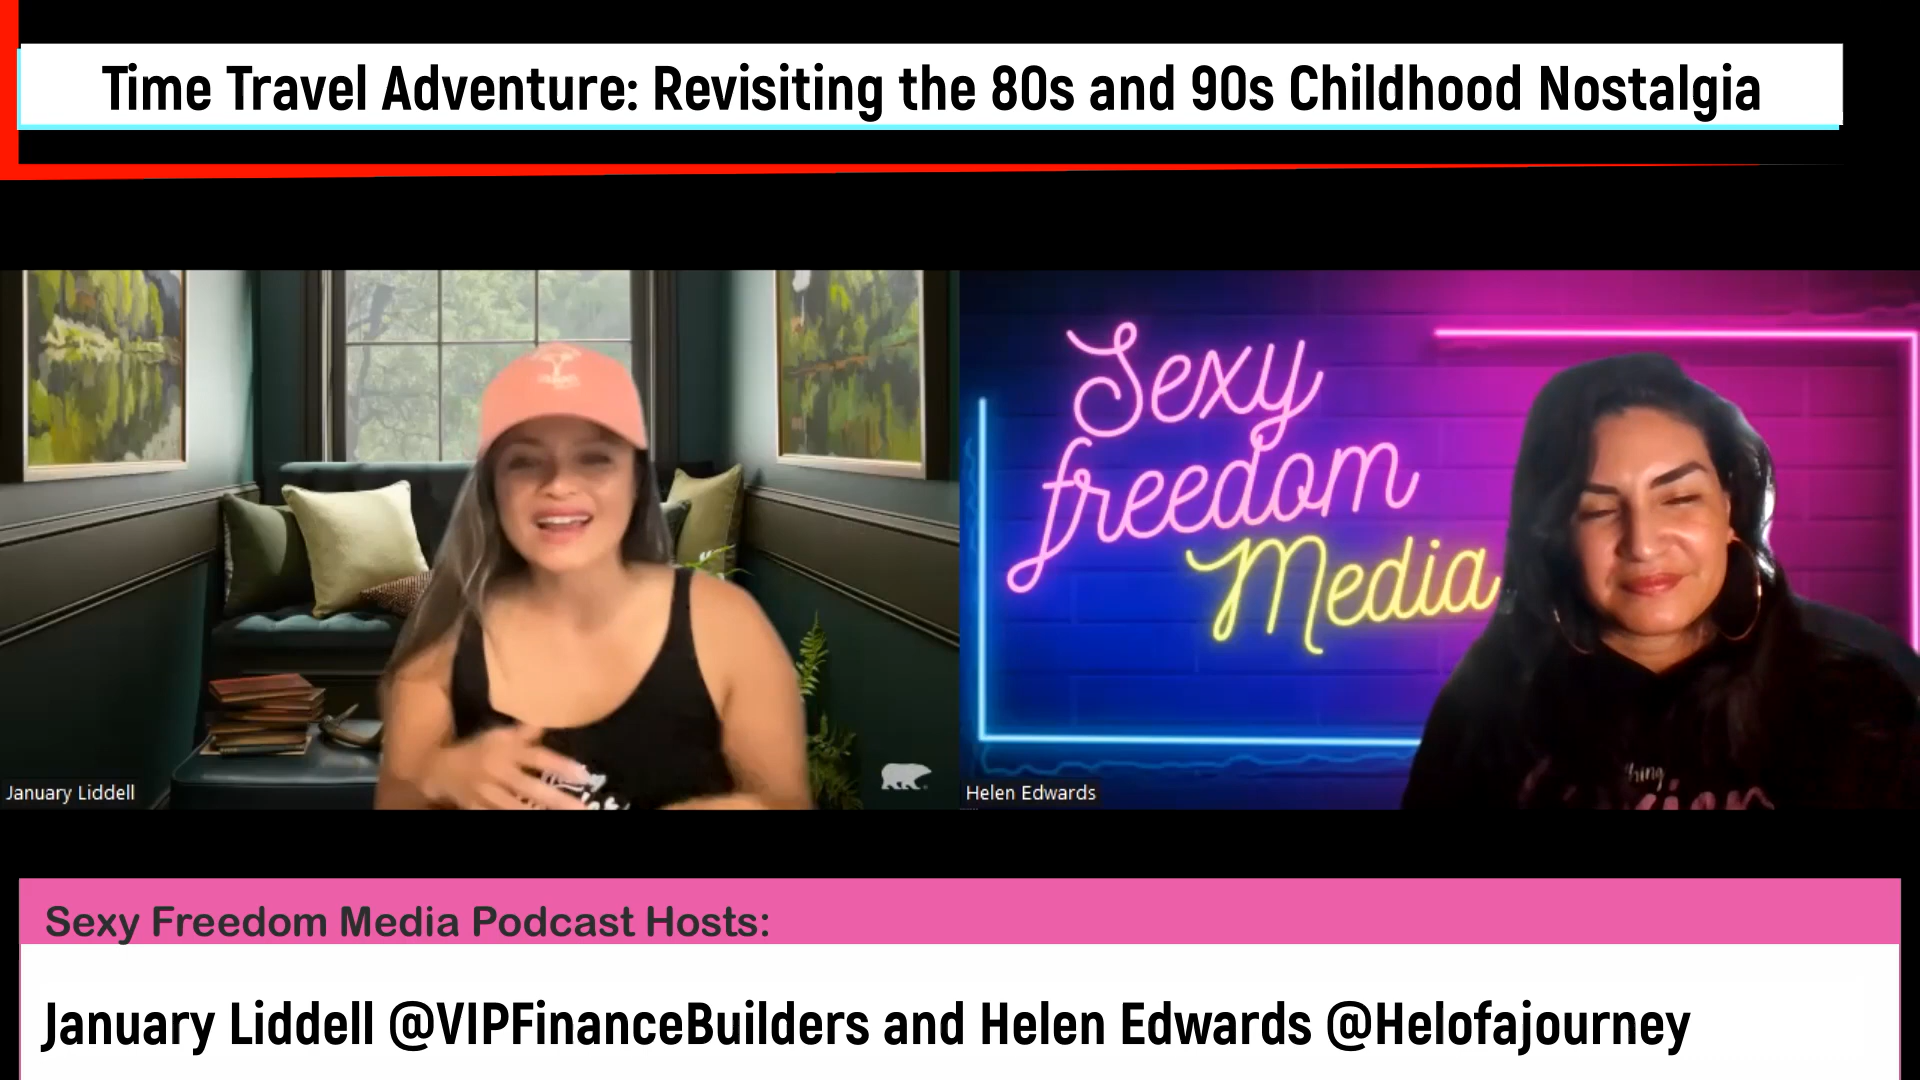 Time Travel Adventure: Revisiting the 80s and 90s Childhood Nostalgia
Sexy
freedom
Media
January Liddell
Helen Edwards
Sexy Freedom Media Podcast Hosts:
January Liddell @VIPFinanceBuilders and Helen Edwards @Helofajourney